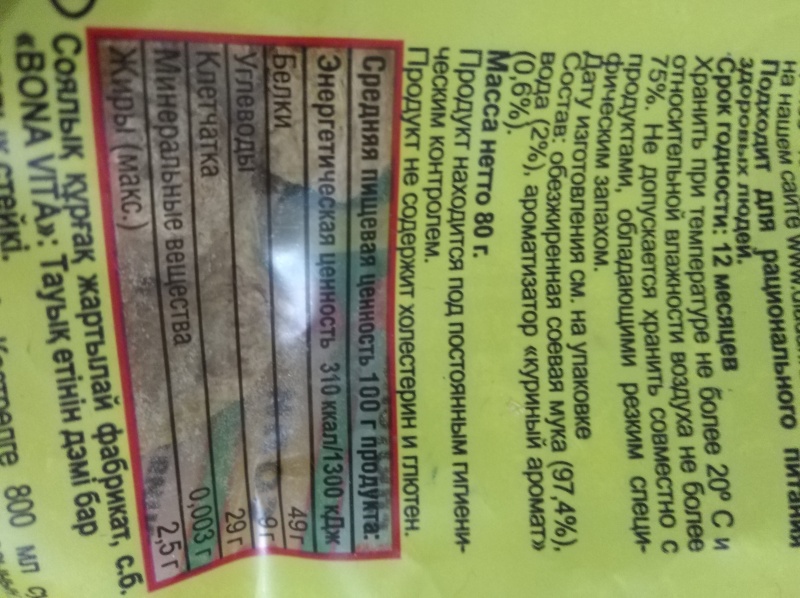 на нашем сайте
Подходит для рационального питания
здоровых людей.
Срок годности: 12 месяцев
Хранить при температуре не более 20° С и
относительной влажности воздуха не более
75%. Не допускается хранить совместно с
продуктами, обладающими резким специ-
фическим запахом.
Дату изготовления см. на упаковке
Состав: обезжиренная соевая мука (97,4%),
вода (2%), ароматизатор «куриный аромат»
(0,6%).
Масса нетто 80 г.
Продукт находится под постоянным гигиени-
ческим контролем.
Продукт не содержит холестерин и глютен.
Средняя пищевая ценность 100 г продукта:
Энергетическая ценность 310 ккал/1300 кДж
Белки 49г
Углеводы 9г
Клетчатка 29г
Минеральные вещества 0,003 г
Жиры (макс.) 2,5 г
Соялық құрғақ жартылай фабрикат, с.б.
«BONA VITA»: Тауық етінің дәмі бар
стейкі.
800 мл